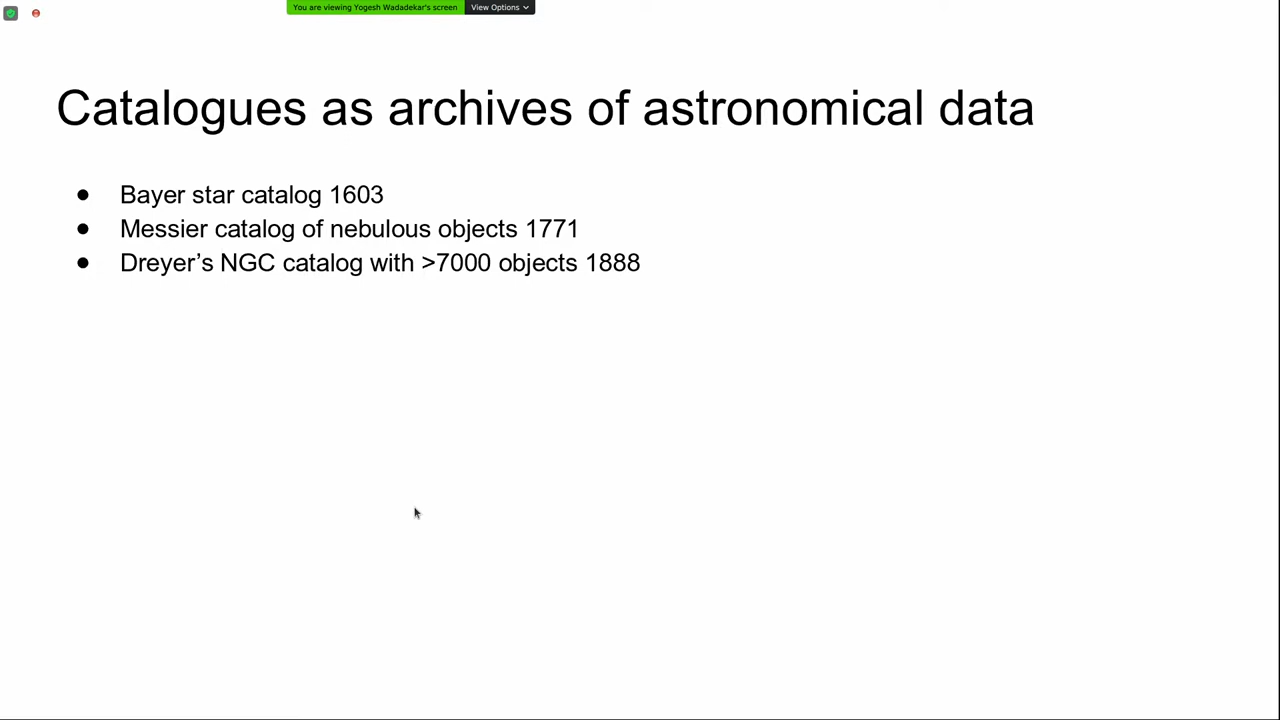 You are viewing Yogesh Wadadekar's screen
View Options
Catalogues as archives of astronomical data
● Bayer star catalog 1603
● Messier catalog of nebulous objects 1771
● Dreyer’s NGC catalog with >7000 objects 1888